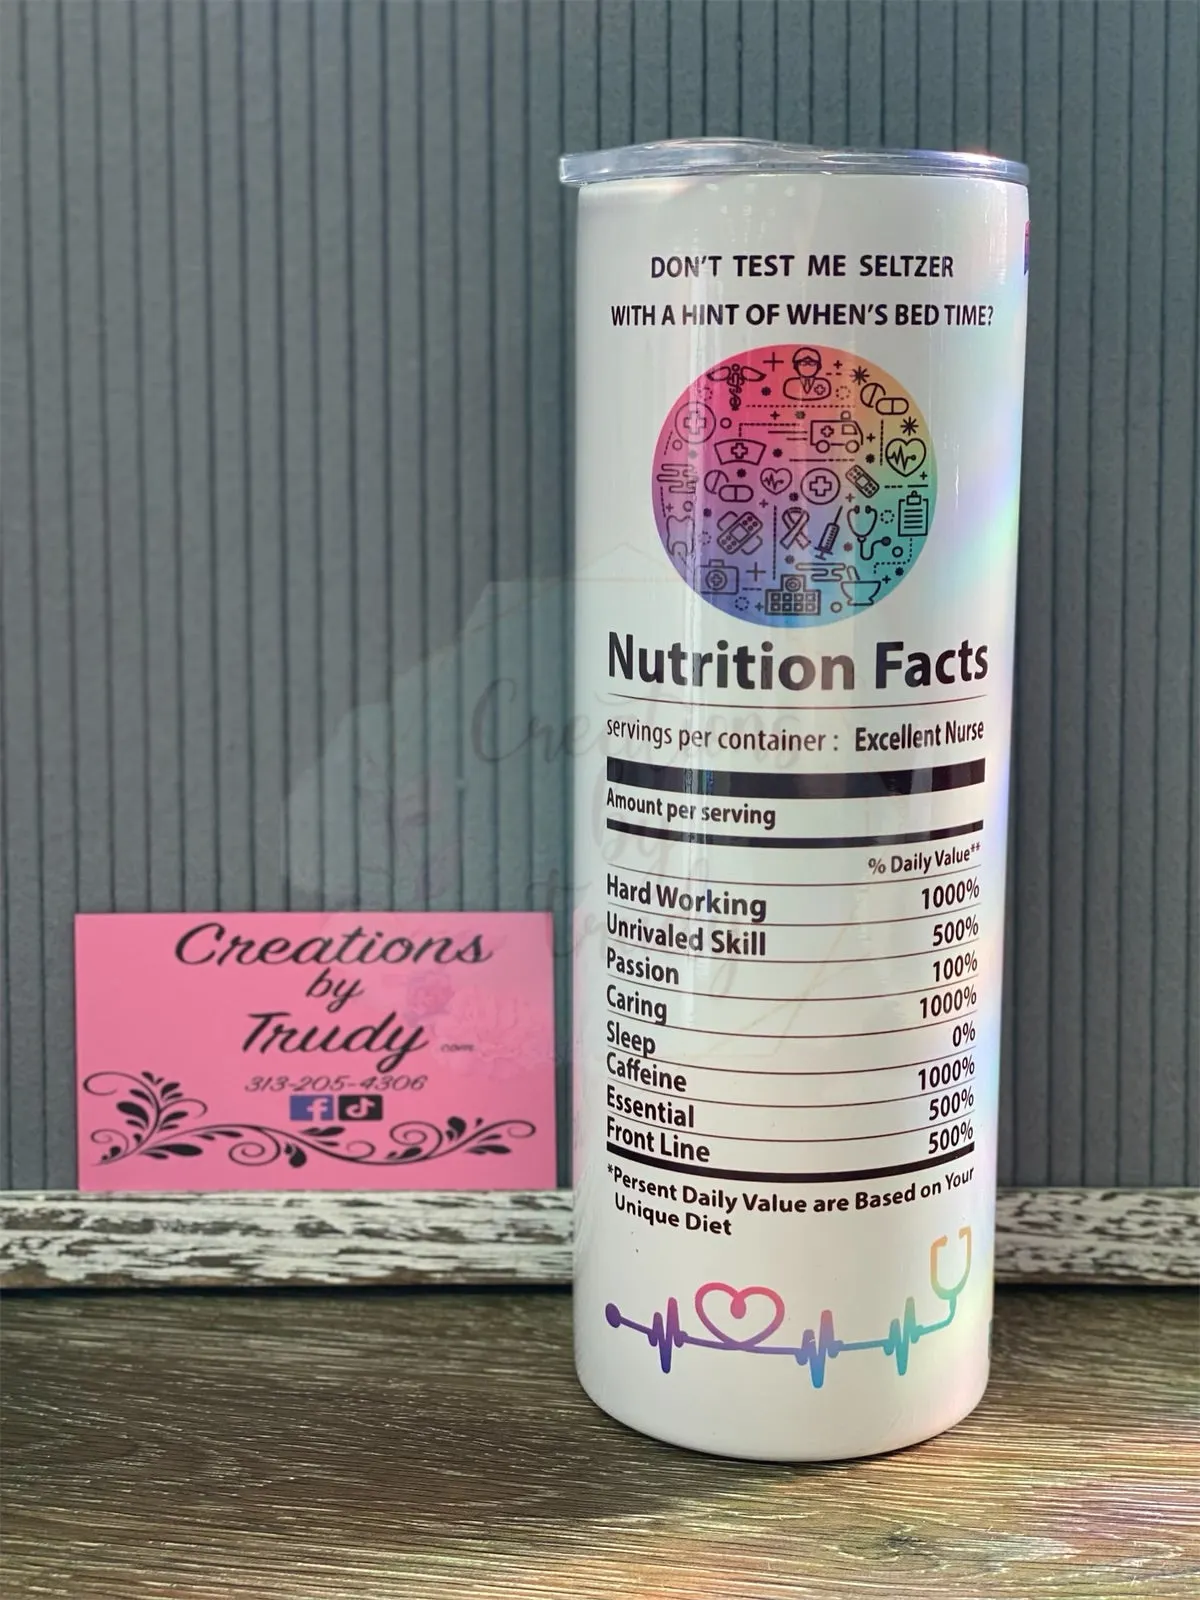 DON'T TEST ME SELTZER
WITH A HINT OF WHEN'S BED TIME?
Nutrition Facts
servings per container : Excellent Nurse
Amount per serving
% Daily Value**
Hard Working 1000%
Unrivaled Skill 500%
Passion 100%
Caring 1000%
Sleep 0%
Caffeine 1000%
Essential 500%
Front Line 500%
*Persent Daily Value are Based on Your
Unique Diet
Creations
by
Trudy.com
313-205-4306
Creations
by
Trudy